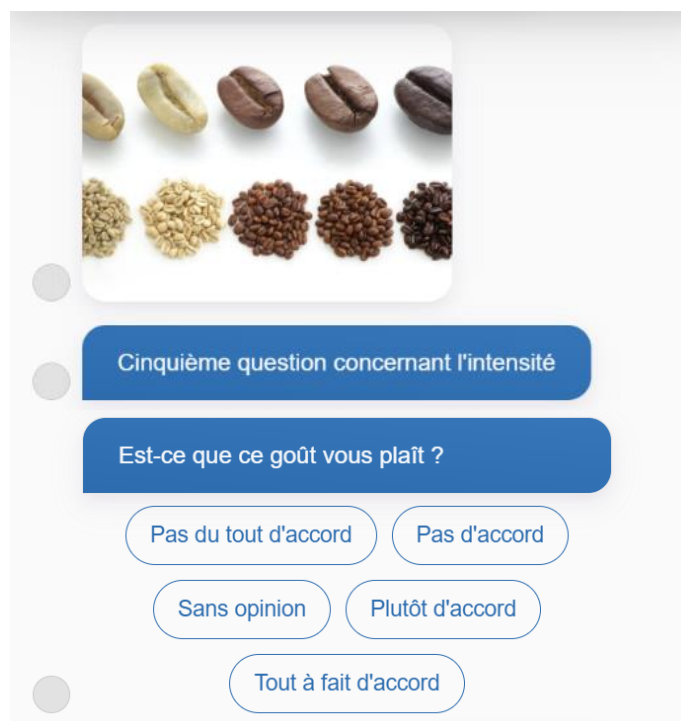 Cinquième question concernant l'intensité
Est-ce que ce goût vous plaît ?
Pas du tout d'accord
Pas d'accord
Sans opinion
Plutôt d'accord
Tout à fait d'accord